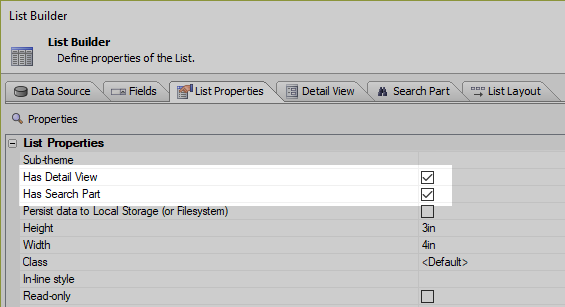 List Builder
List Builder
Define properties of the List.
Data Source Fields List Properties Detail View Search Part List Layout
Properties
List Properties
Sub-theme
Has Detail View
Has Search Part
Persist data to Local Storage (or Filesystem)
Height 3in
Width 4in
Class <Default>
In-line style
Read-only